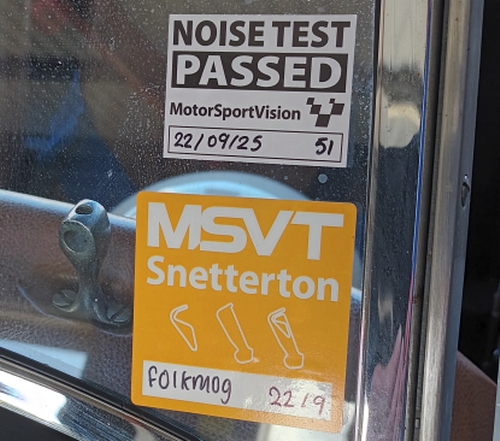 NOISE TEST
PASSED
MotorSportVision
22/09/25 51
MSVT
Snetterton
folkmog 22/9